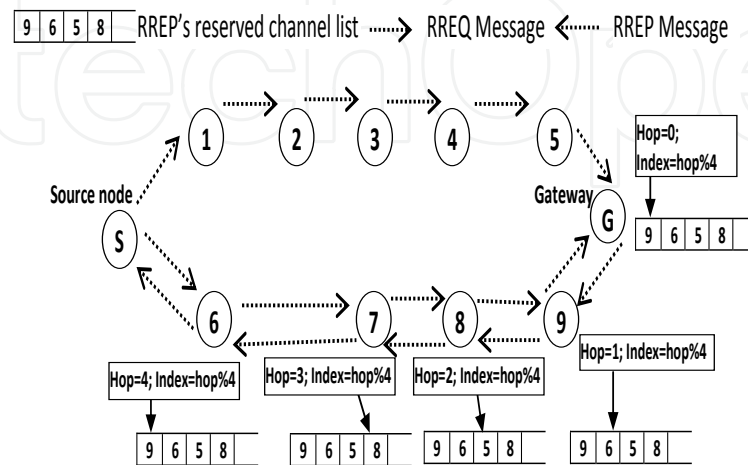 9 6 5 8 RREP's reserved channel list RREQ Message RREP Message
1 2 3 4 5
Hop=0;
Index=hop%4
Source node
Gateway
S
G
9 6 5 8
6 7 8 9
Hop=4; Index=hop%4
Hop=3; Index=hop%4
Hop=2; Index=hop%4
Hop=1; Index=hop%4
9 6 5 8
9 6 5 8
9 6 5 8
9 6 5 8